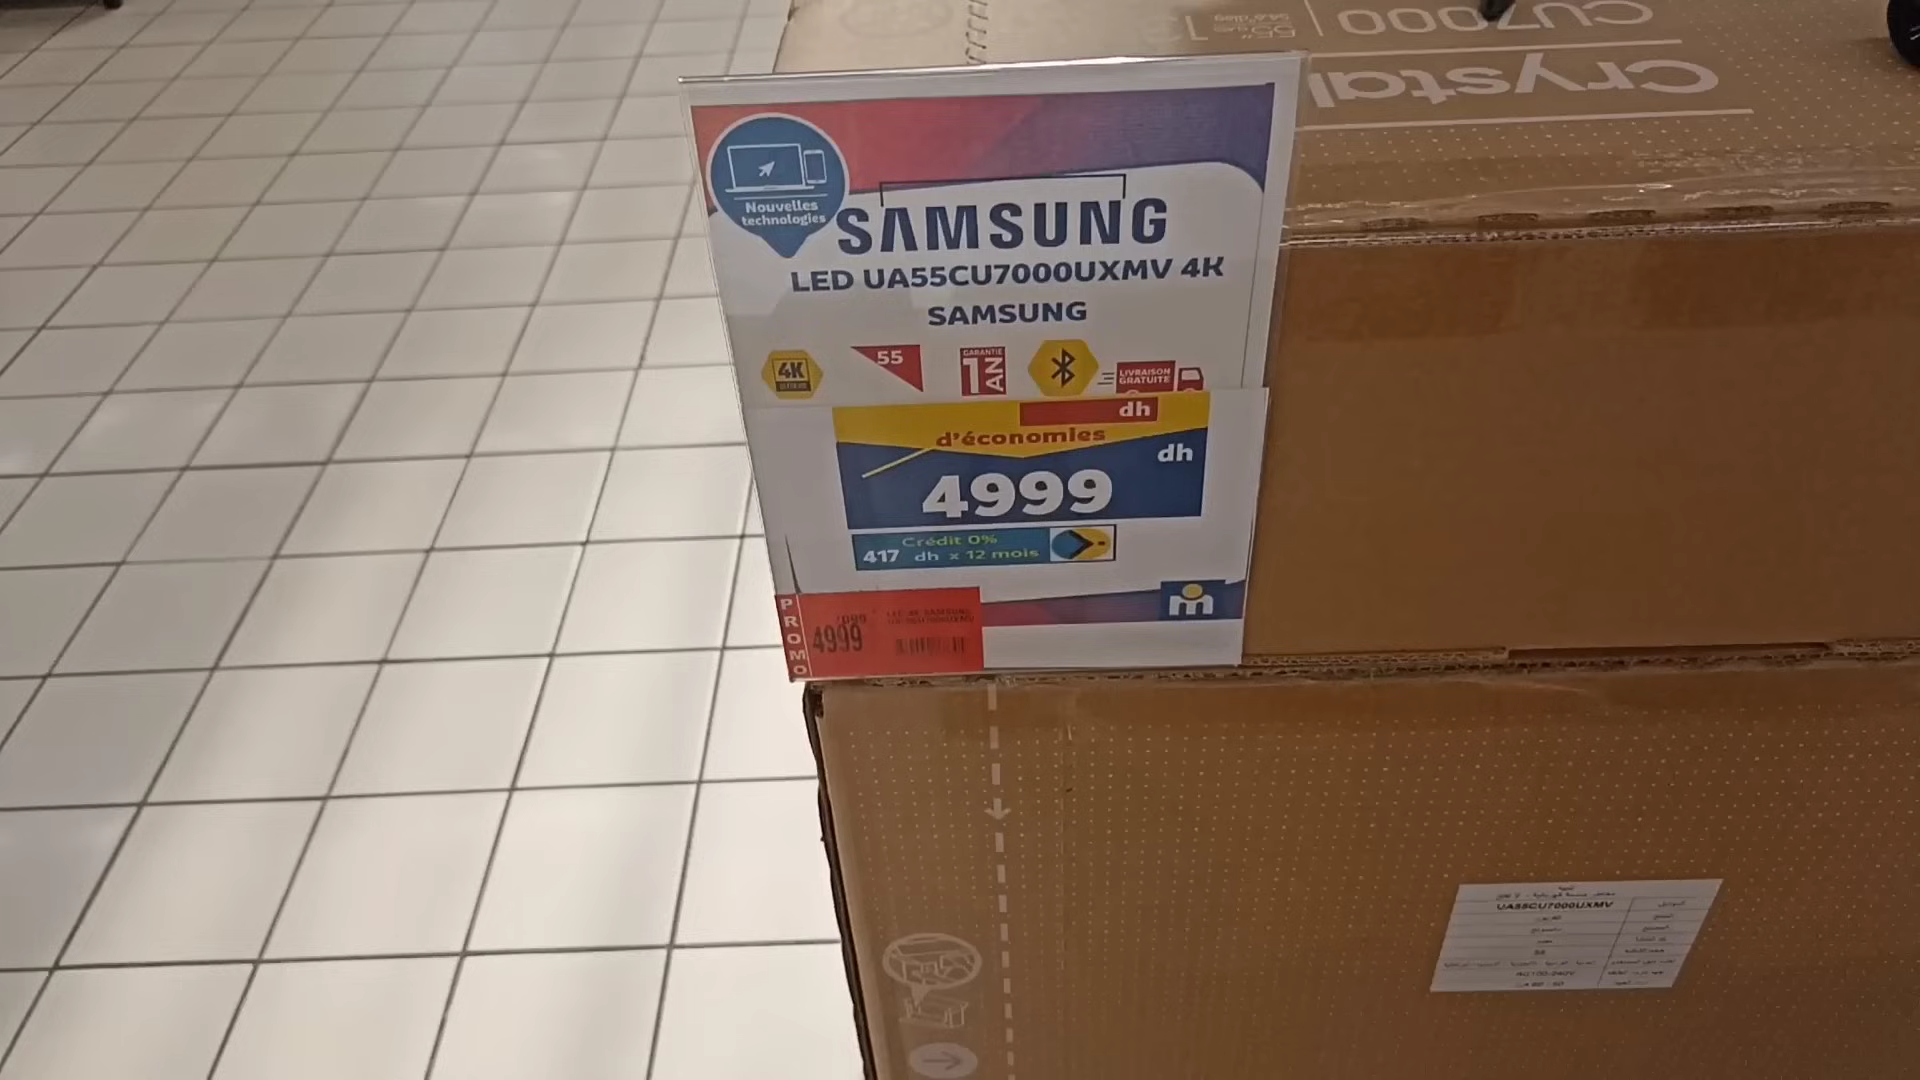 CU7000
Crystal
55"
Nouvelles
technologies
SAMSUNG
LED UA55CU7000UXMV 4K
SAMSUNG
4K
55
GARANTIE
1 AN
LIVRAISON
GRATUITE
dh
d'économies
dh
4999
Crédit 0%
417 dh x 12 mois
m
PROMO
4999
UA55CU7000UXMV